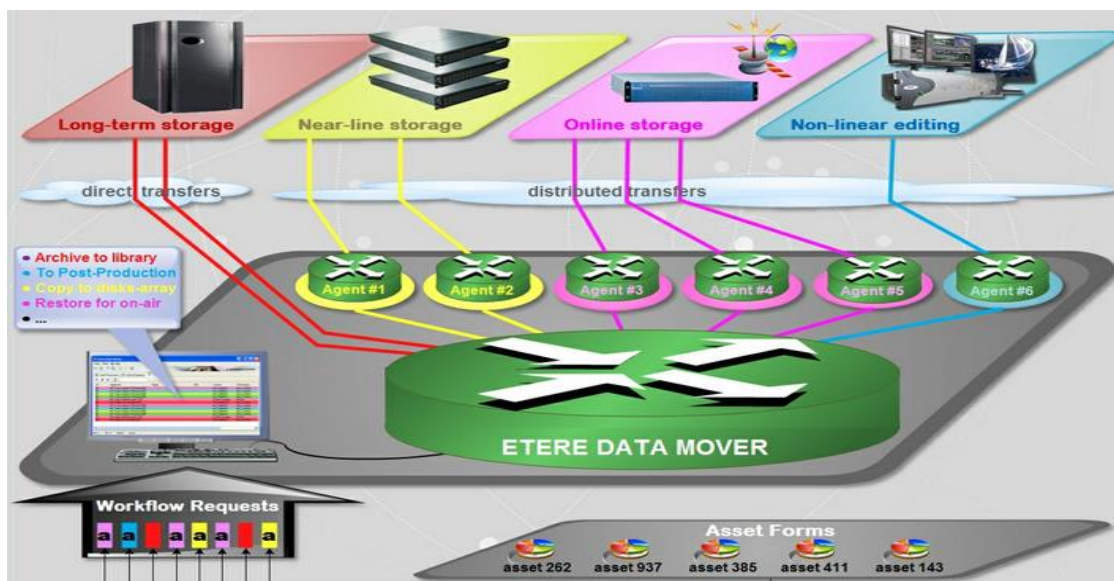 Long-term storage
Near-line storage
Online storage
Non-linear editing
direct transfers
distributed transfers
Archive to library
To Post-Production
Copy to disks-array
Restore for on-air
...
Agent #1
Agent #2
Agent #3
Agent #4
Agent #5
Agent #6
ETERE DATA MOVER
Workflow Requests
a a a a a a
Asset Forms
asset 262 asset 937 asset 385 asset 411 asset 143